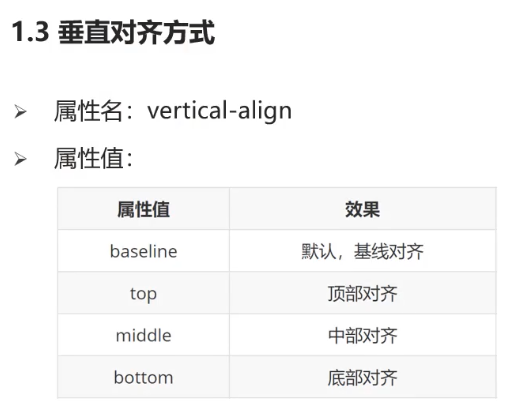 1.3 垂直对齐方式
➢ 属性名：vertical-align
➢ 属性值：
属性值 效果
baseline 默认，基线对齐
top 顶部对齐
middle 中部对齐
bottom 底部对齐